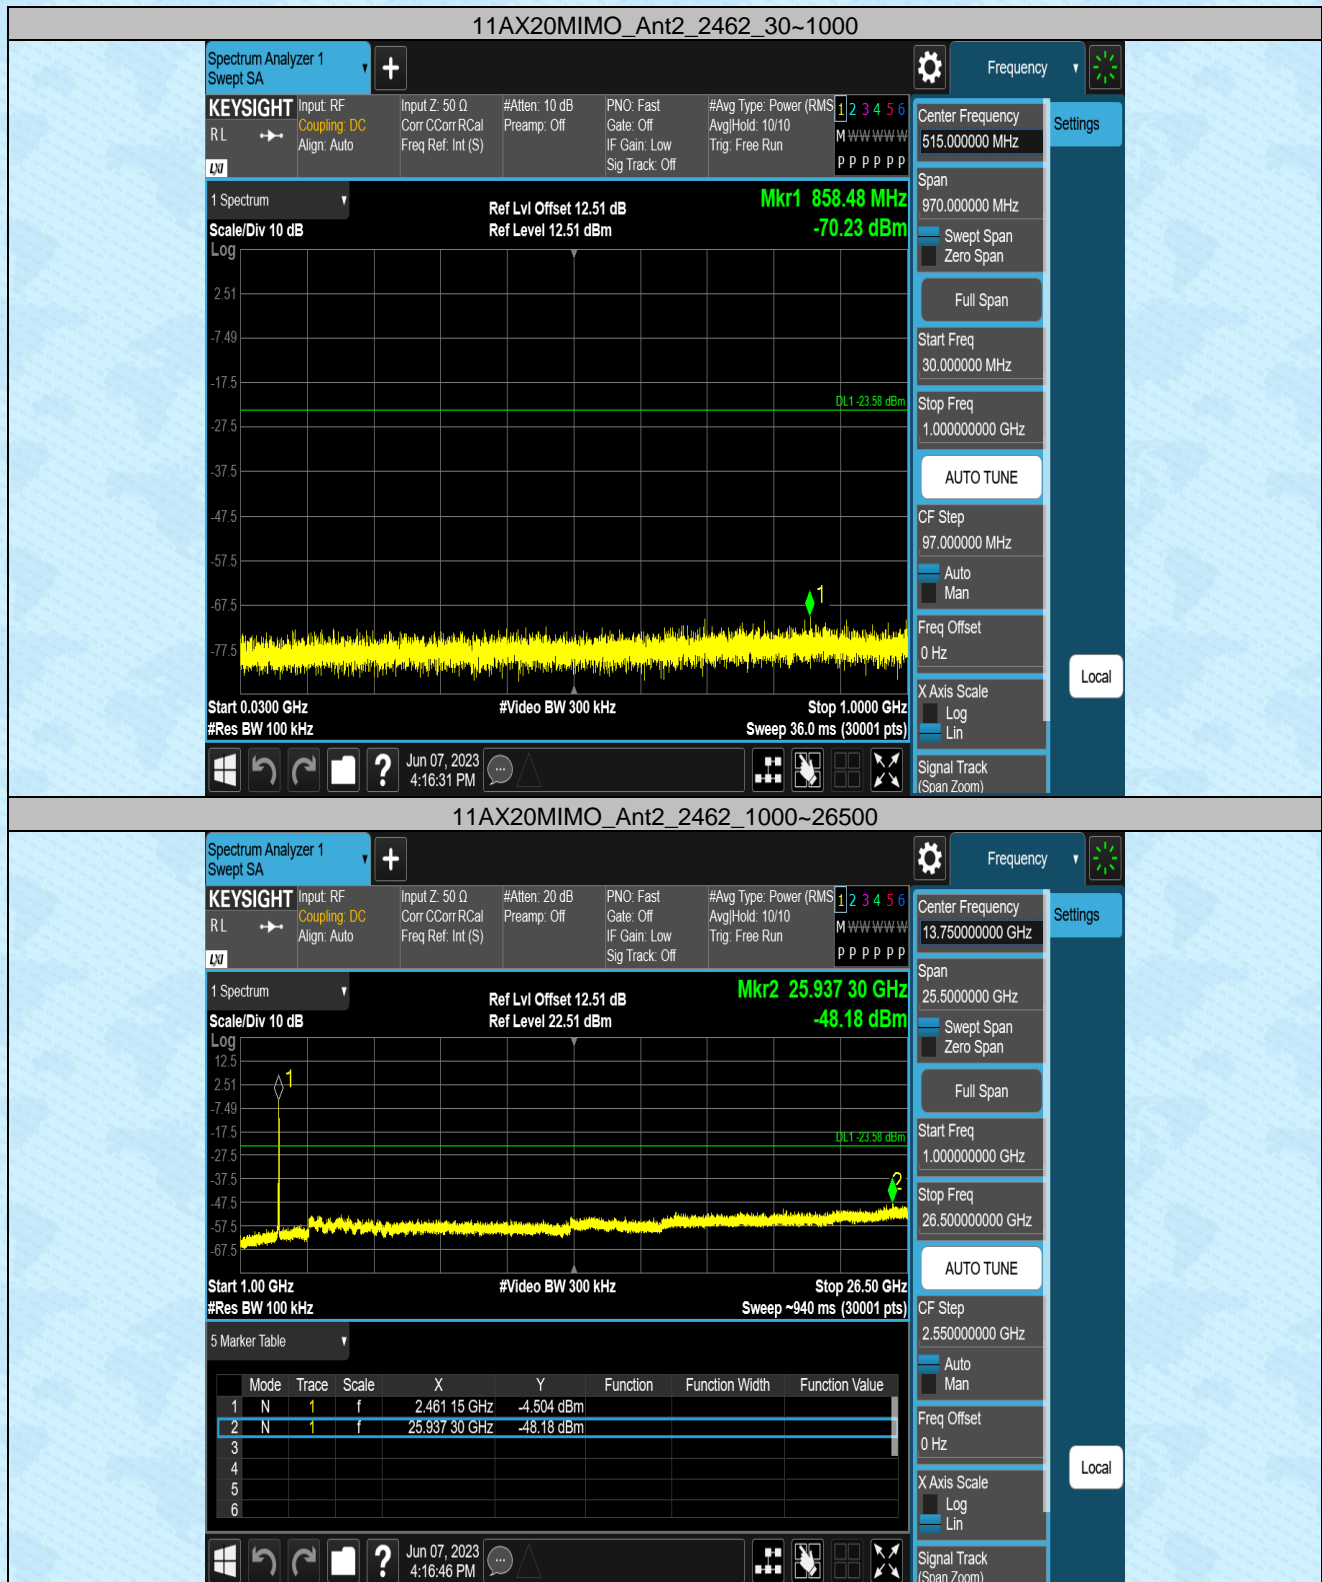 11AX20MIMO_Ant2_2462_30~1000
Spectrum Analyzer 1
Swept SA
Frequency
KEYSIGHT
RL
LXI
Input: RF
Coupling: DC
Align: Auto
Input Z: 50 Ω
Corr CCorr RCal
Freq Ref: Int (S)
#Atten: 10 dB
Preamp: Off
PNO: Fast
Gate: Off
IF Gain: Low
Sig Track: Off
#Avg Type: Power (RMS
Avg|Hold: 10/10
Trig: Free Run
1 2 3 4 5 6
M W W W W W
P P P P P P
Center Frequency
515.000000 MHz
Settings
1 Spectrum
Scale/Div 10 dB
Ref Lvl Offset 12.51 dB
Ref Level 12.51 dBm
Mkr1 858.48 MHz
-70.23 dBm
Log
2.51
-7.49
-17.5
-27.5
-37.5
-47.5
-57.5
-67.5
-77.5
DL1 -23.58 dBm
1
Start 0.0300 GHz
#Res BW 100 kHz
#Video BW 300 kHz
Stop 1.0000 GHz
Sweep 36.0 ms (30001 pts)
Span
970.000000 MHz
Swept Span
Zero Span
Full Span
Start Freq
30.000000 MHz
Stop Freq
1.000000000 GHz
AUTO TUNE
CF Step
97.000000 MHz
Auto
Man
Freq Offset
0 Hz
X Axis Scale
Log
Lin
Signal Track
(Span Zoom)
Local
?
Jun 07, 2023
4:16:31 PM
11AX20MIMO_Ant2_2462_1000~26500
Spectrum Analyzer 1
Swept SA
Frequency
KEYSIGHT
RL
LXI
Input: RF
Coupling: DC
Align: Auto
Input Z: 50 Ω
Corr CCorr RCal
Freq Ref: Int (S)
#Atten: 20 dB
Preamp: Off
PNO: Fast
Gate: Off
IF Gain: Low
Sig Track: Off
#Avg Type: Power (RMS
Avg|Hold: 10/10
Trig: Free Run
1 2 3 4 5 6
M W W W W W
P P P P P P
Center Frequency
13.750000000 GHz
Settings
1 Spectrum
Scale/Div 10 dB
Ref Lvl Offset 12.51 dB
Ref Level 22.51 dBm
Mkr2 25.937 30 GHz
-48.18 dBm
Log
12.5
2.51
-7.49
-17.5
-27.5
-37.5
-47.5
-57.5
-67.5
1
DL1 -23.58 dBm
2
Start 1.00 GHz
#Res BW 100 kHz
#Video BW 300 kHz
Stop 26.50 GHz
Sweep ~940 ms (30001 pts)
5 Marker Table
Mode Trace Scale X Y Function Function Width Function Value
1 N 1 f 2.461 15 GHz -4.504 dBm
2 N 1 f 25.937 30 GHz -48.18 dBm
3
4
5
6
Span
25.5000000 GHz
Swept Span
Zero Span
Full Span
Start Freq
1.000000000 GHz
Stop Freq
26.500000000 GHz
AUTO TUNE
CF Step
2.550000000 GHz
Auto
Man
Freq Offset
0 Hz
X Axis Scale
Log
Lin
Signal Track
(Span Zoom)
Local
?
Jun 07, 2023
4:16:46 PM